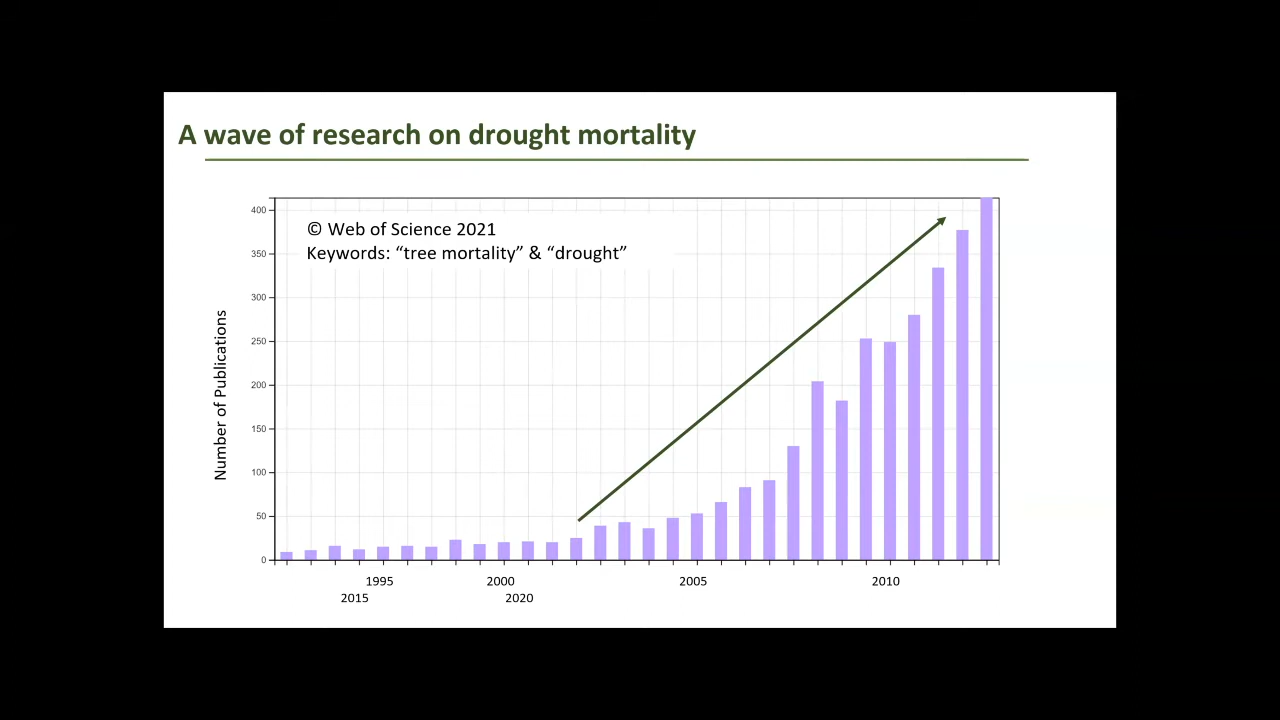 A wave of research on drought mortality
© Web of Science 2021
Keywords: “tree mortality” & “drought”
Number of Publications
400
350
300
250
200
150
100
50
0
1995 2000 2005 2010
2015 2020